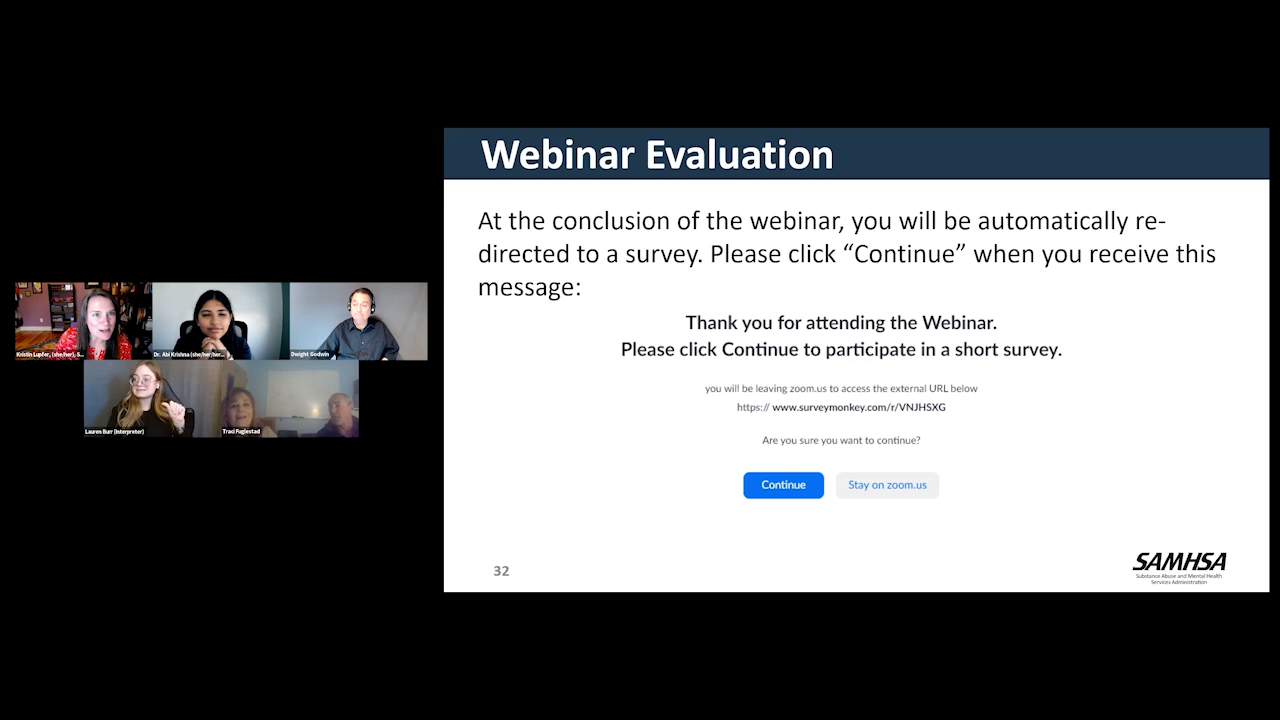 Webinar Evaluation
At the conclusion of the webinar, you will be automatically re-
directed to a survey. Please click “Continue” when you receive this
message:
Thank you for attending the Webinar.
Please click Continue to participate in a short survey.
you will be leaving zoom.us to access the external URL below
https:// www.surveymonkey.com/r/VNJHSXG
Are you sure you want to continue?
Continue
Stay on zoom.us
32
SAMHSA
Substance Abuse and Mental Health
Services Administration
Kristin Lupfer, (she/her), S...
Dr. Abi Krishna (she/her/her...
Dwight Godwin
Lauren Burr (Interpreter)
Traci Paglestad